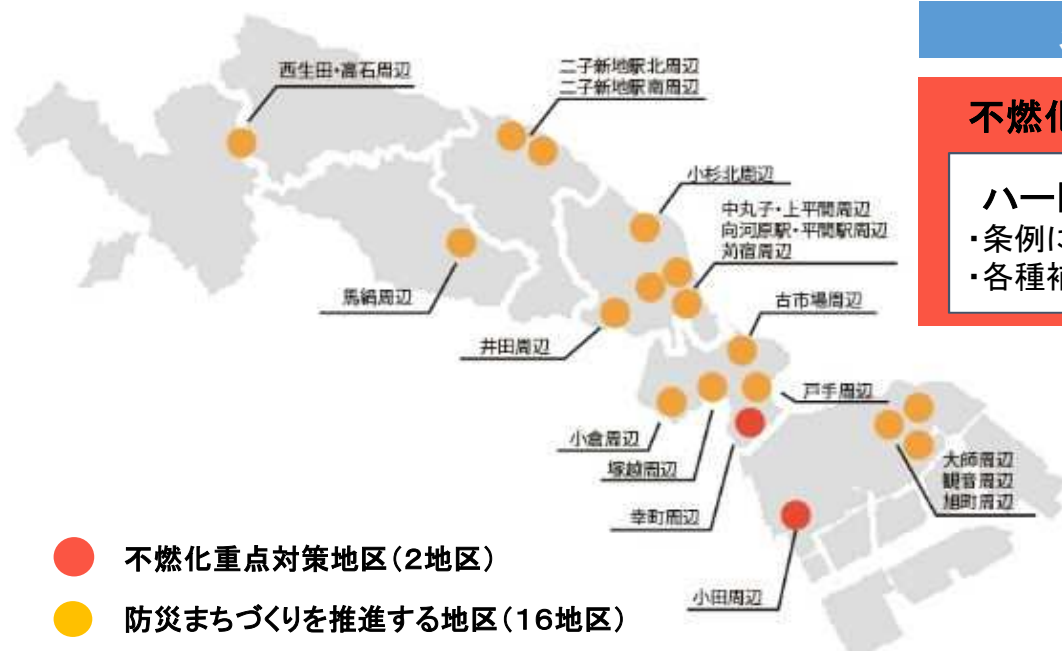 西生田・高石周辺
二子新地駅北周辺
二子新地駅南周辺
小杉北周辺
中丸子・上平間周辺
向河原駅・平間駅周辺
苅宿周辺
馬絹周辺
井田周辺
古市場周辺
戸手周辺
小倉周辺
塚越周辺
幸町周辺
大師周辺
観音周辺
旭町周辺
小田周辺
不燃化重点対策地区(2地区)
防災まちづくりを推進する地区(16地区)
不燃
ハー
・条例に
・各種補